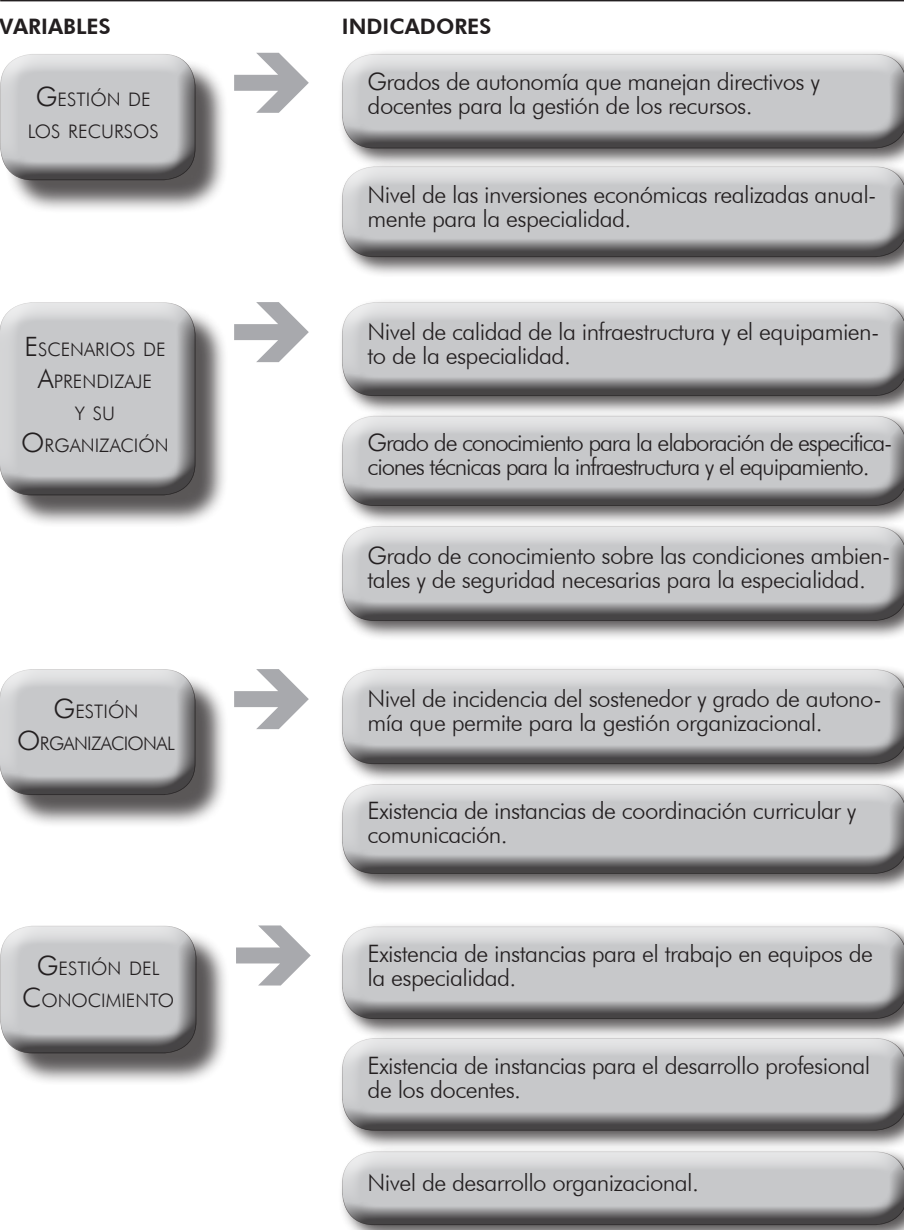 VARIABLES
INDICADORES
GESTIÓN DE
LOS RECURSOS
Grados de autonomía que manejan directivos y
docentes para la gestión de los recursos.
Nivel de las inversiones económicas realizadas anual-
mente para la especialidad.
ESCENARIOS DE
APRENDIZAJE
Y SU
ORGANIZACIÓN
Nivel de calidad de la infraestructura y el equipamien-
to de la especialidad.
Grado de conocimiento para la elaboración de especifica-
ciones técnicas para la infraestructura y el equipamiento.
Grado de conocimiento sobre las condiciones ambien-
tales y de seguridad necesarias para la especialidad.
GESTIÓN
ORGANIZACIONAL
Nivel de incidencia del sostenedor y grado de autono-
mía que permite para la gestión organizacional.
Existencia de instancias de coordinación curricular y
comunicación.
GESTIÓN DEL
CONOCIMIENTO
Existencia de instancias para el trabajo en equipos de
la especialidad.
Existencia de instancias para el desarrollo profesional
de los docentes.
Nivel de desarrollo organizacional.